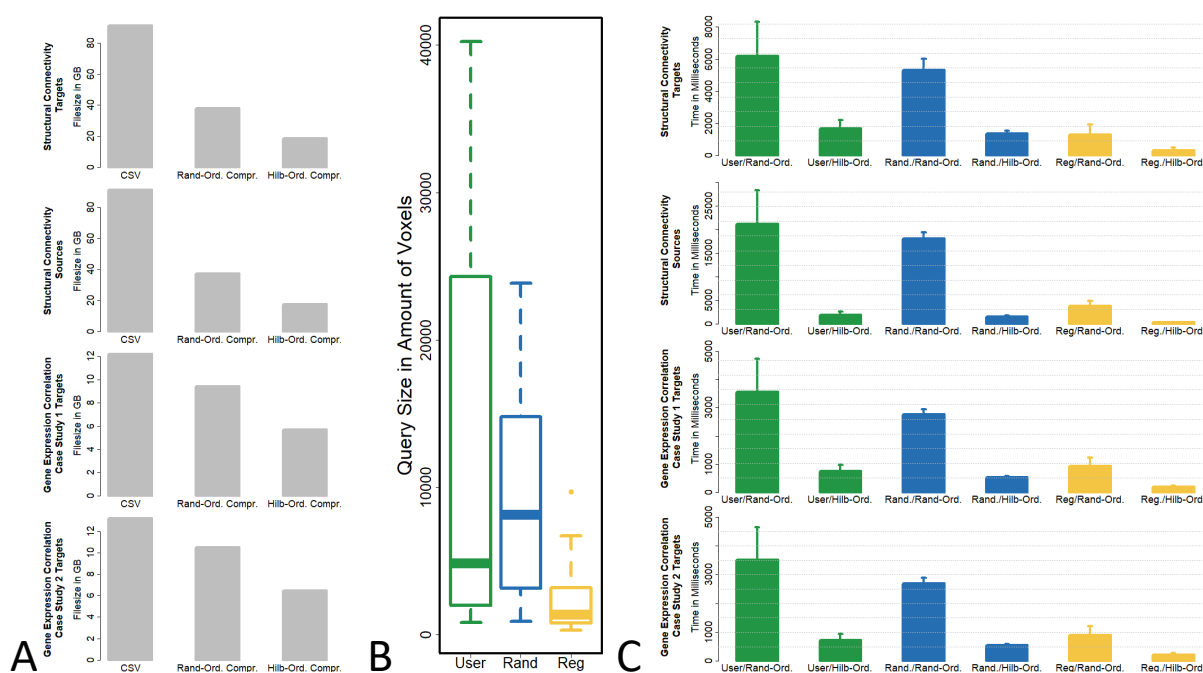 Structural Connectivity
Targets
Filesize in GB
0 20 40 60 80
CSV Rand-Ord. Compr. Hilb-Ord. Compr.
Structural Connectivity
Sources
Filesize in GB
0 20 40 60 80
CSV Rand-Ord. Compr. Hilb-Ord. Compr.
Gene Expression Correlation
Case Study 1 Targets
Filesize in GB
0 2 4 6 8 10 12
CSV Rand-Ord. Compr. Hilb-Ord. Compr.
Gene Expression Correlation
Case Study 2 Targets
Filesize in GB
0 2 4 6 8 10 12
CSV Rand-Ord. Compr. Hilb-Ord. Compr.
A
Query Size in Amount of Voxels
0 10000 20000 30000 40000
User Rand Reg
B
Structural Connectivity
Targets
Time in Milliseconds
0 2000 4000 6000 8000
User/Rand-Ord. User/Hilb-Ord. Rand./Rand-Ord. Rand./Hilb-Ord. Reg/Rand-Ord. Reg./Hilb-Ord.
Structural Connectivity
Sources
Time in Milliseconds
0 5000 15000 25000
User/Rand-Ord. User/Hilb-Ord. Rand./Rand-Ord. Rand./Hilb-Ord. Reg/Rand-Ord. Reg./Hilb-Ord.
Gene Expression Correlation
Case Study 1 Targets
Time in Milliseconds
0 1000 3000 5000
User/Rand-Ord. User/Hilb-Ord. Rand./Rand-Ord. Rand./Hilb-Ord. Reg/Rand-Ord. Reg./Hilb-Ord.
Gene Expression Correlation
Case Study 2 Targets
Time in Milliseconds
0 1000 3000 5000
User/Rand-Ord. User/Hilb-Ord. Rand./Rand-Ord. Rand./Hilb-Ord. Reg/Rand-Ord. Reg./Hilb-Ord.
C